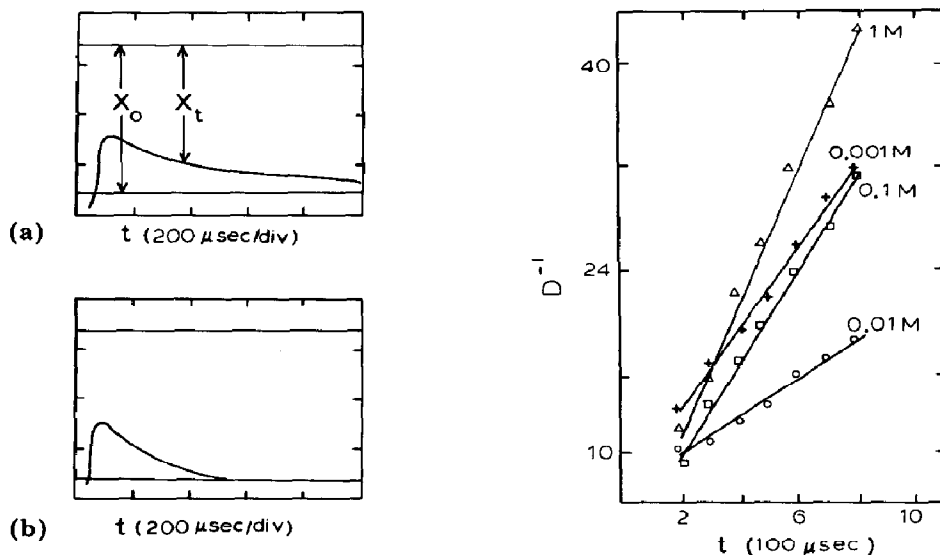 X₀
Xₜ
(a)
t (200 μsec/div)
(b)
t (200 μsec/div)
D⁻¹
40
24
10
1M
0.001M
0.1M
0.01M
2
6
10
t (100 μsec)